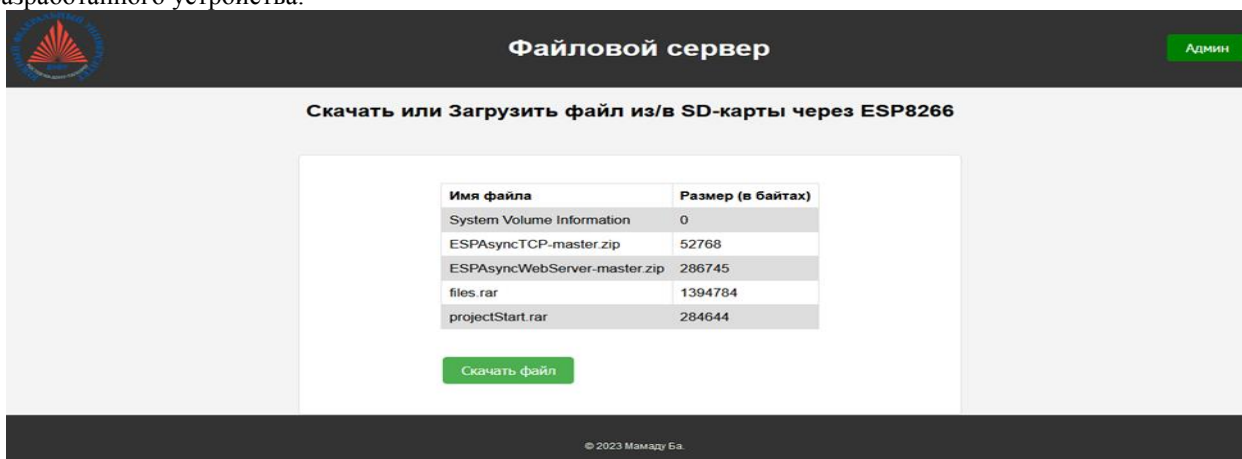 азработанного устройства.
Файловой сервер
Админ
Скачать или Загрузить файл из/в SD-карты через ESP8266
Имя файла Размер (в байтах)
System Volume Information 0
ESPAsyncTCP-master.zip 52768
ESPAsyncWebServer-master.zip 286745
files.rar 1394784
projectStart.rar 284644
Скачать файл
© 2023 Мамаду Ба.